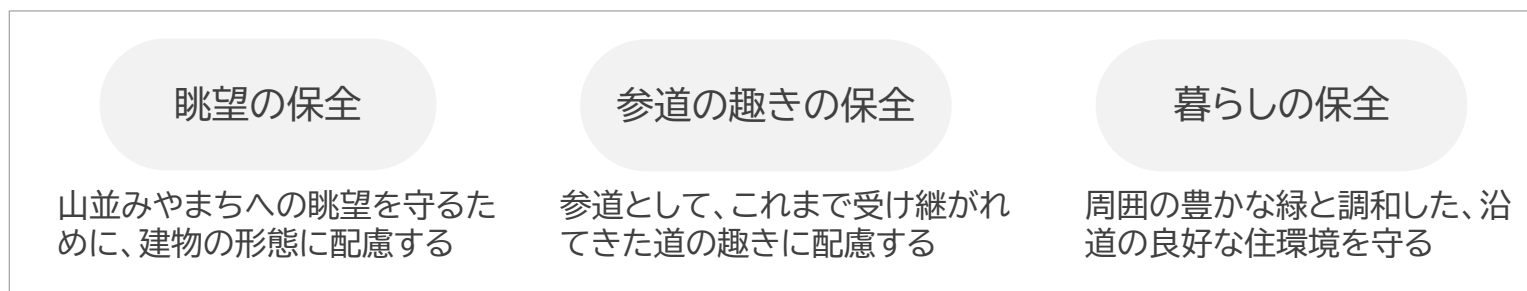 眺望の保全
山並みやまちへの眺望を守るた
めに、建物の形態に配慮する
参道の趣きの保全
参道として、これまで受け継がれ
てきた道の趣きに配慮する
暮らしの保全
周囲の豊かな緑と調和した、沿
道の良好な住環境を守る